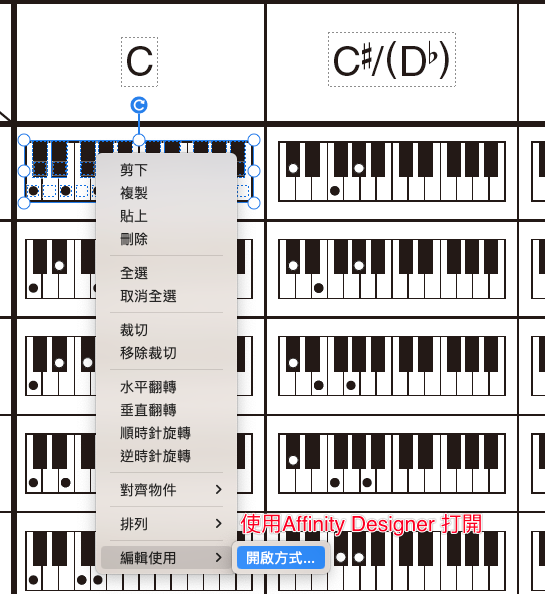 C
C♯/(D♭)
剪下
複製
貼上
刪除
全選
取消全選
裁切
移除裁切
水平翻轉
垂直翻轉
順時針旋轉
逆時針旋轉
對齊物件
排列
使用Affinity Designer 打開
編輯使用
開啟方式...